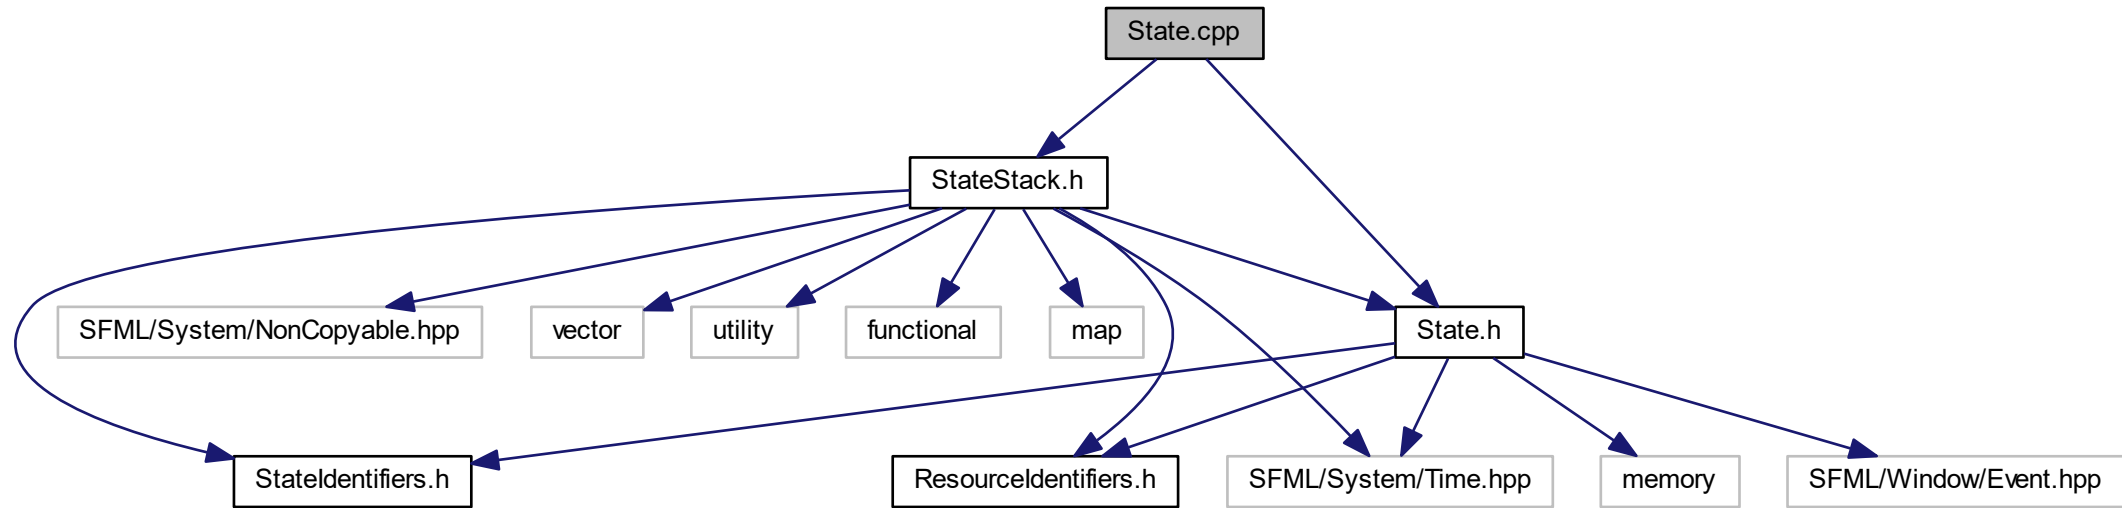 State.cpp
StateStack.h
SFML/System/NonCopyable.hpp
vector
utility
functional
map
State.h
StateIdentifiers.h
ResourceIdentifiers.h
SFML/System/Time.hpp
memory
SFML/Window/Event.hpp